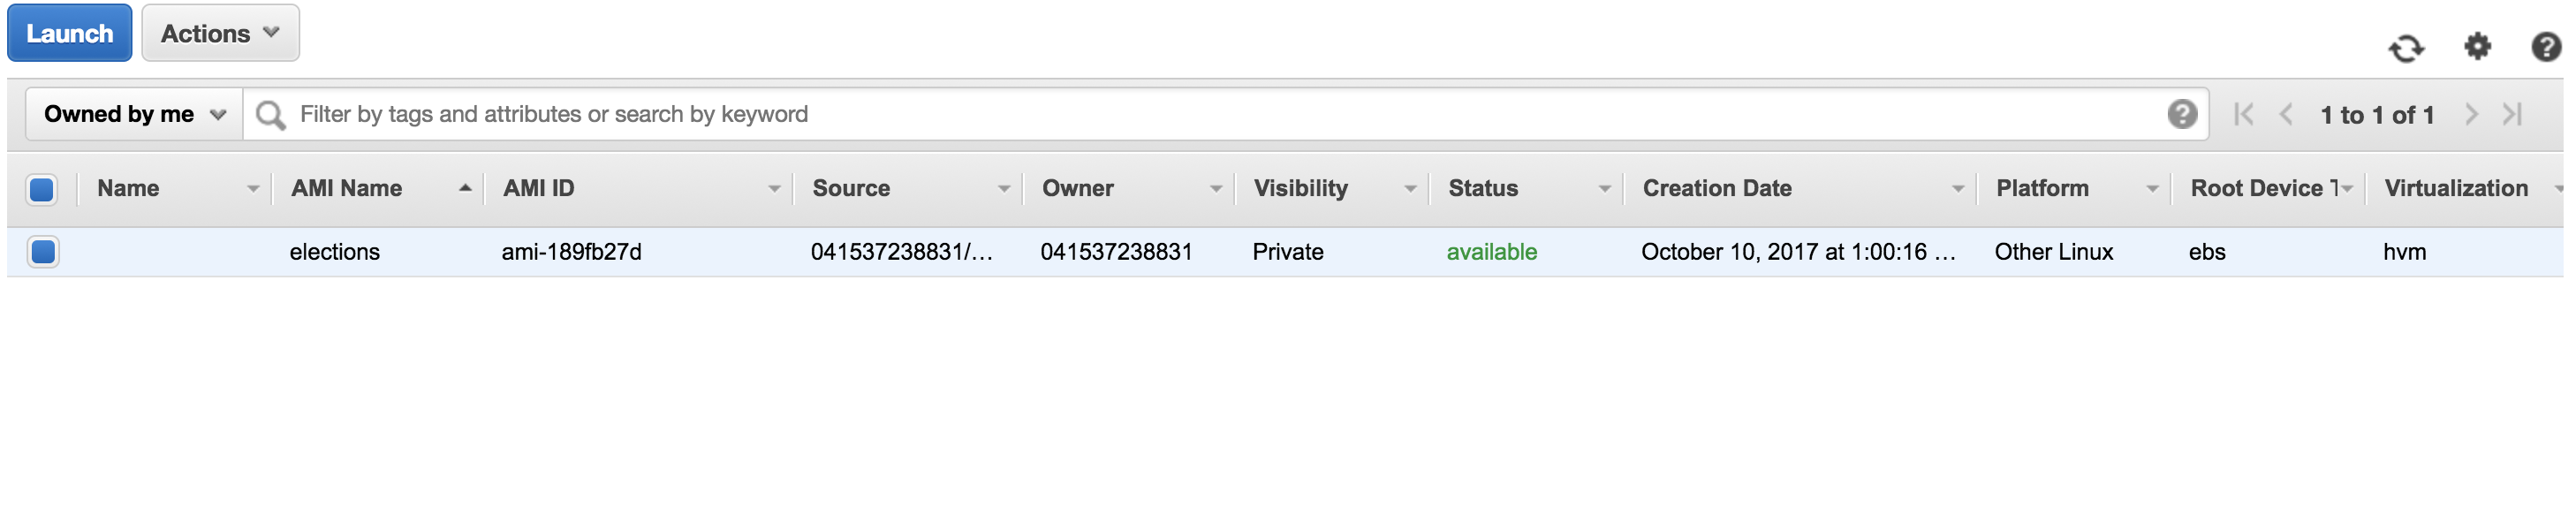 Launch Actions
Owned by me Filter by tags and attributes or search by keyword ? 1 to 1 of 1 ?
Name AMI Name AMI ID Source Owner Visibility Status Creation Date Platform Root Device T Virtualization
elections ami-189fb27d 041537238831/... 041537238831 Private available October 10, 2017 at 1:00:16 ... Other Linux ebs hvm